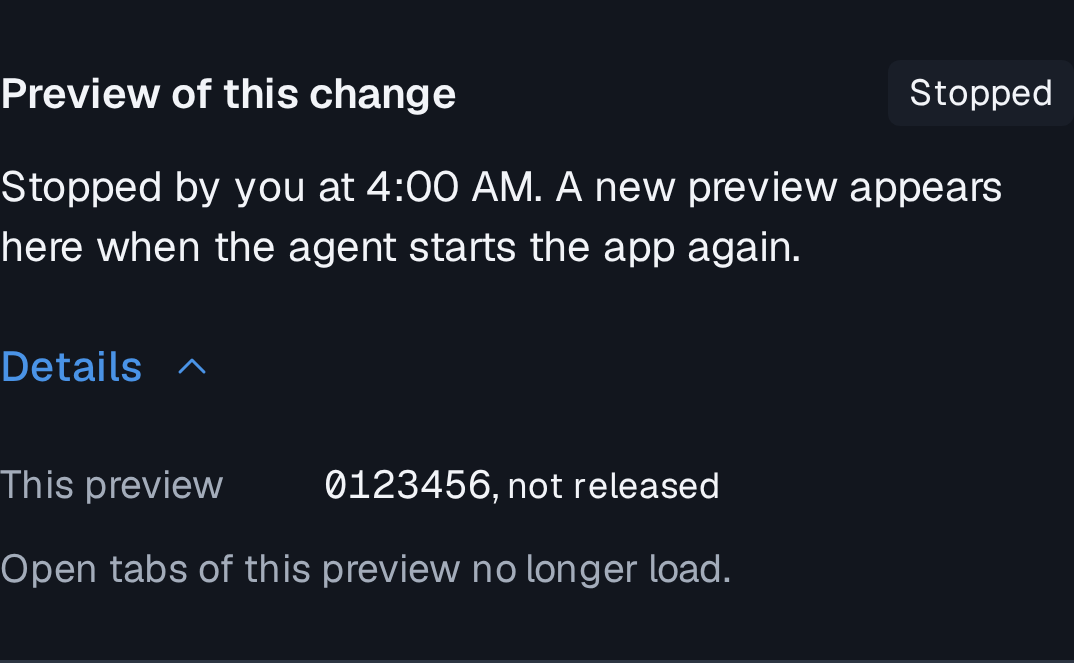 Preview of this change
Stopped
Stopped by you at 4:00 AM. A new preview appears
here when the agent starts the app again.
Details
This preview 0123456, not released
Open tabs of this preview no longer load.